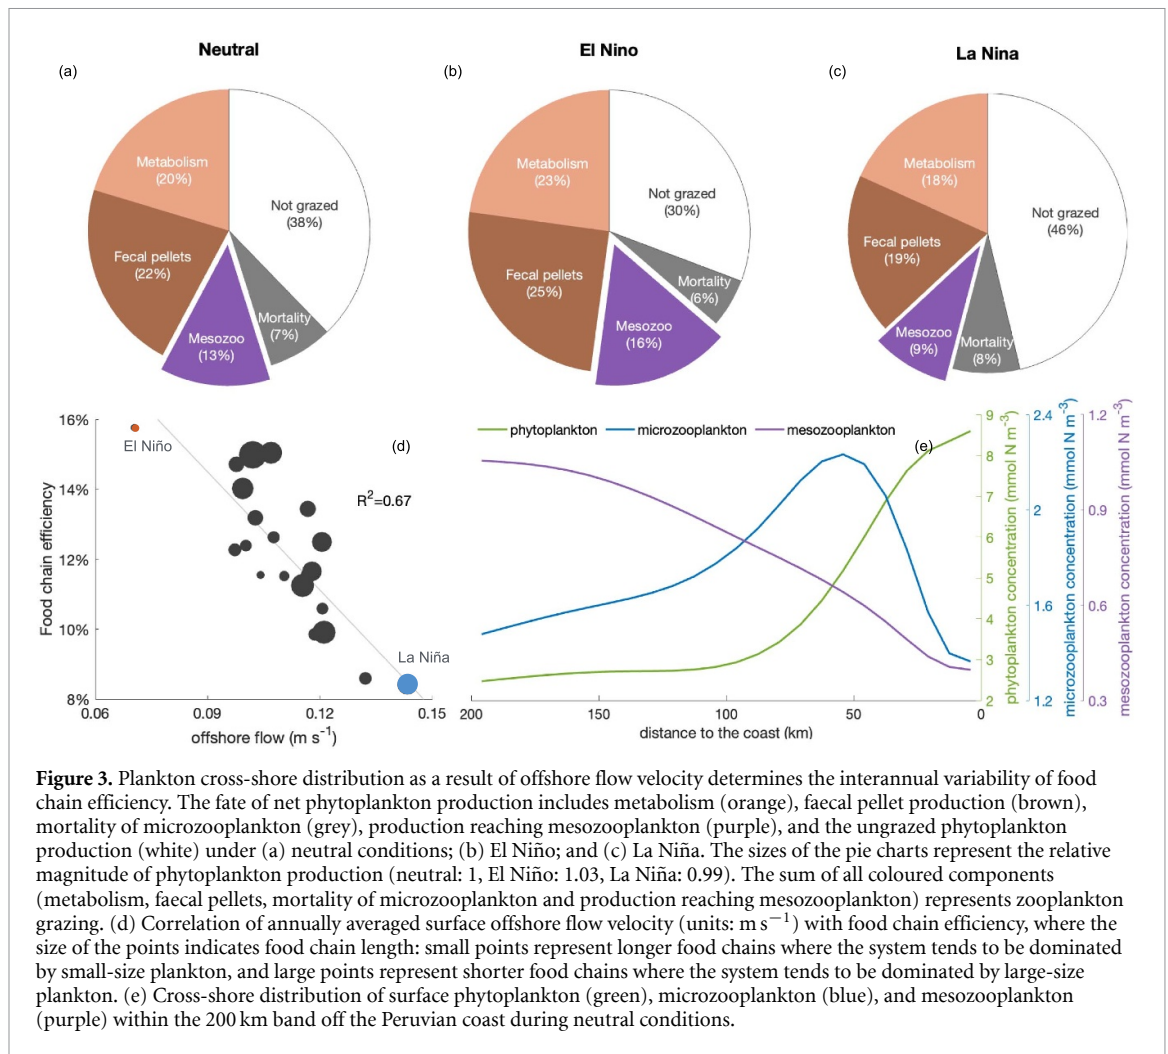 Neutral
El Nino
La Nina
(a)
(b)
(c)
Metabolism
(20%)
Not grazed
(38%)
Fecal pellets
(22%)
Mesozoo
(13%)
Mortality
(7%)
Metabolism
(23%)
Not grazed
(30%)
Fecal pellets
(25%)
Mortality
(6%)
Mesozoo
(16%)
Metabolism
(18%)
Not grazed
(46%)
Fecal pellets
(19%)
Mesozoo
(9%)
Mortality
(8%)
16%
14%
12%
10%
8%
Food chain efficiency
El Niño
(d)
R²=0.67
La Niña
0.06
0.09
0.12
0.15
offshore flow (m s⁻¹)
phytoplankton
microzooplankton
mesozooplankton
(e)
200
150
100
50
0
distance to the coast (km)
9
8
7
6
5
4
3
2
phytoplankton concentration (mmol N m⁻³)
2.4
2
1.6
1.2
microzooplankton concentration (mmol N m⁻³)
1.2
0.9
0.6
0.3
mesozooplankton concentration (mmol N m⁻³)
Figure 3. Plankton cross-shore distribution as a result of offshore flow velocity determines the interannual variability of food
chain efficiency. The fate of net phytoplankton production includes metabolism (orange), faecal pellet production (brown),
mortality of microzooplankton (grey), production reaching mesozooplankton (purple), and the ungrazed phytoplankton
production (white) under (a) neutral conditions; (b) El Niño; and (c) La Niña. The sizes of the pie charts represent the relative
magnitude of phytoplankton production (neutral: 1, El Niño: 1.03, La Niña: 0.99). The sum of all coloured components
(metabolism, faecal pellets, mortality of microzooplankton and production reaching mesozooplankton) represents zooplankton
grazing. (d) Correlation of annually averaged surface offshore flow velocity (units: m s⁻¹) with food chain efficiency, where the
size of the points indicates food chain length: small points represent longer food chains where the system tends to be dominated
by small-size plankton, and large points represent shorter food chains where the system tends to be dominated by large-size
plankton. (e) Cross-shore distribution of surface phytoplankton (green), microzooplankton (blue), and mesozooplankton
(purple) within the 200 km band off the Peruvian coast during neutral conditions.